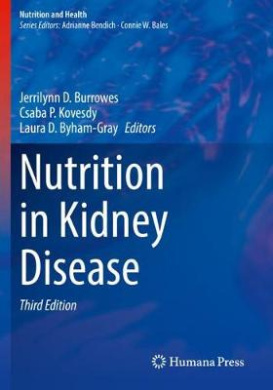 Nutrition and Health
Series Editors: Adrianne Bendich · Connie W. Bales
Jerrilynn D. Burrowes
Csaba P. Kovesdy
Laura D. Byham-Gray Editors
Nutrition
in Kidney
Disease
Third Edition
Humana Press